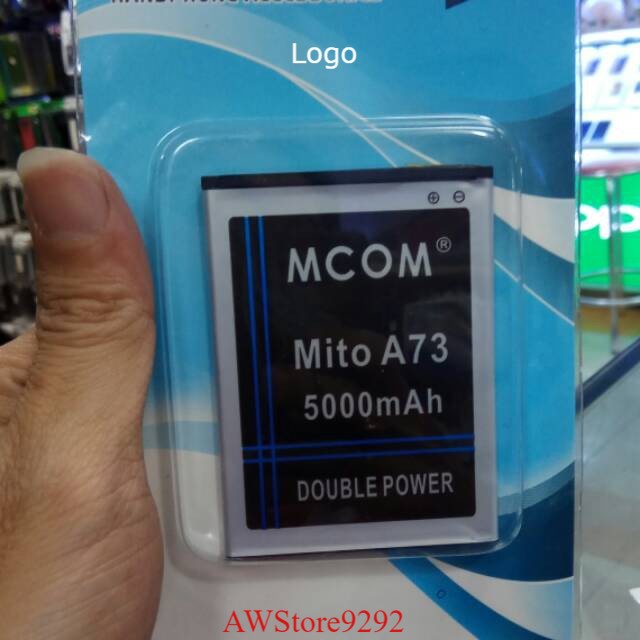 Logo
MCOM®
Mito A73
5000mAh
DOUBLE POWER
AWStore9292